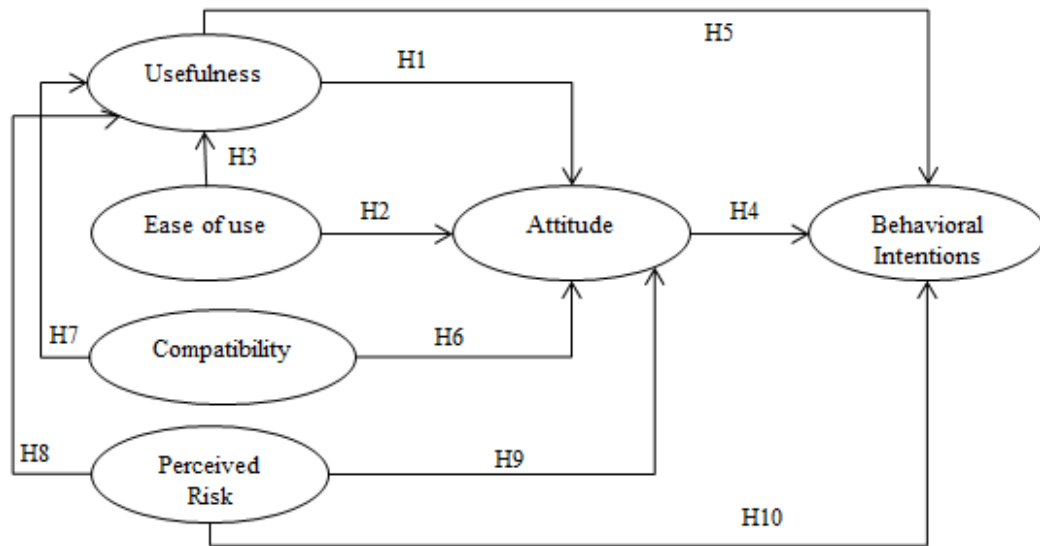 H5
Usefulness
H1
H3
Ease of use
H2
Attitude
H4
Behavioral
Intentions
H7
Compatibility
H6
H8
Perceived
Risk
H9
H10